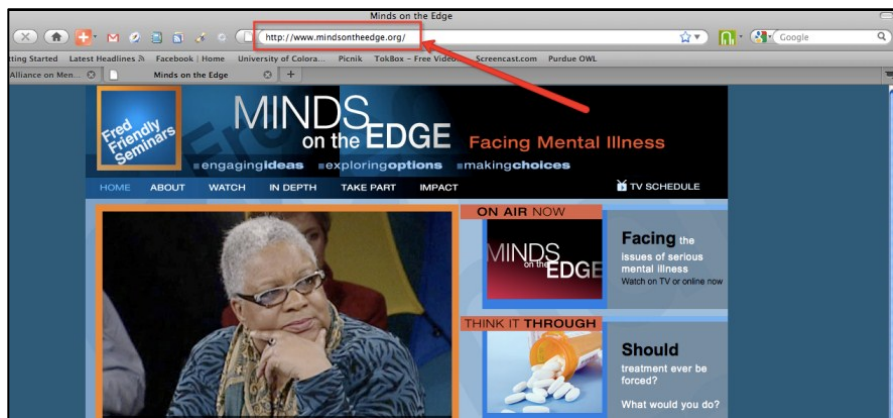 Minds on the Edge
http://www.mindsontheedge.org/
Google
tting Started Latest Headlines Facebook | Home University of Colora... Picnik TokBox - Free Video... Screencast.com Purdue OWL
Alliance on Men... Minds on the Edge
Fred
Friendly
Seminars
MINDS
on the EDGE Facing Mental Illness
engagingideas exploringoptions makingchoices
HOME ABOUT WATCH IN DEPTH TAKE PART IMPACT TV SCHEDULE
ON AIR NOW
MINDS
on the EDGE
Facing the
issues of serious
mental illness
Watch on TV or online now
THINK IT THROUGH
Should
treatment ever be
forced?
What would you do?